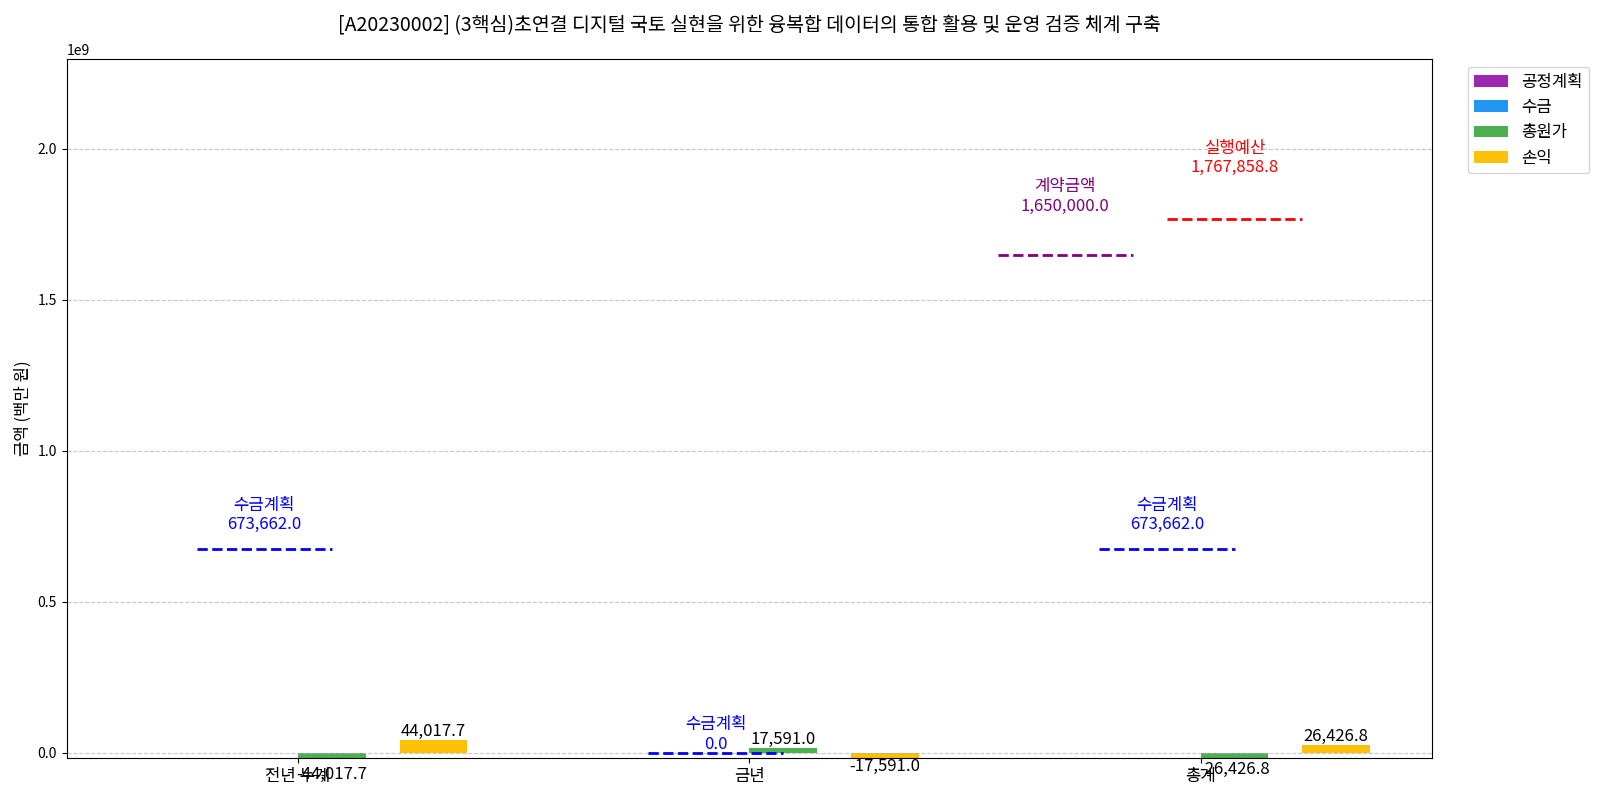 [A20230002] (3핵심)초연결 디지털 국토 실현을 위한 융복합 데이터의 통합 활용 및 운영 검증 체계 구축
1e9
공정계획
수금
총원가
손익
금액 (백만 원)
2.0
1.5
1.0
0.5
0.0
실행예산
1,767,858.8
계약금액
1,650,000.0
수금계획
673,662.0
수금계획
673,662.0
수금계획
0.0
44,017.7
17,591.0
26,426.8
-44,017.7
-17,591.0
-26,426.8
전년
금년
총계